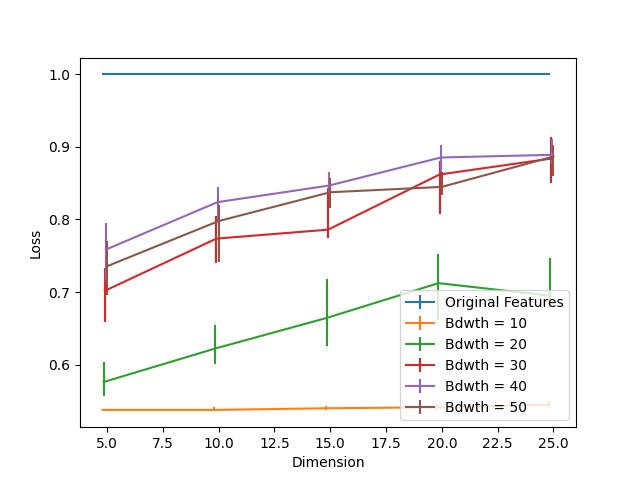 1.0
0.9
0.8
0.7
0.6
Loss
Original Features
Bdwth = 10
Bdwth = 20
Bdwth = 30
Bdwth = 40
Bdwth = 50
5.0 7.5 10.0 12.5 15.0 17.5 20.0 22.5 25.0
Dimension